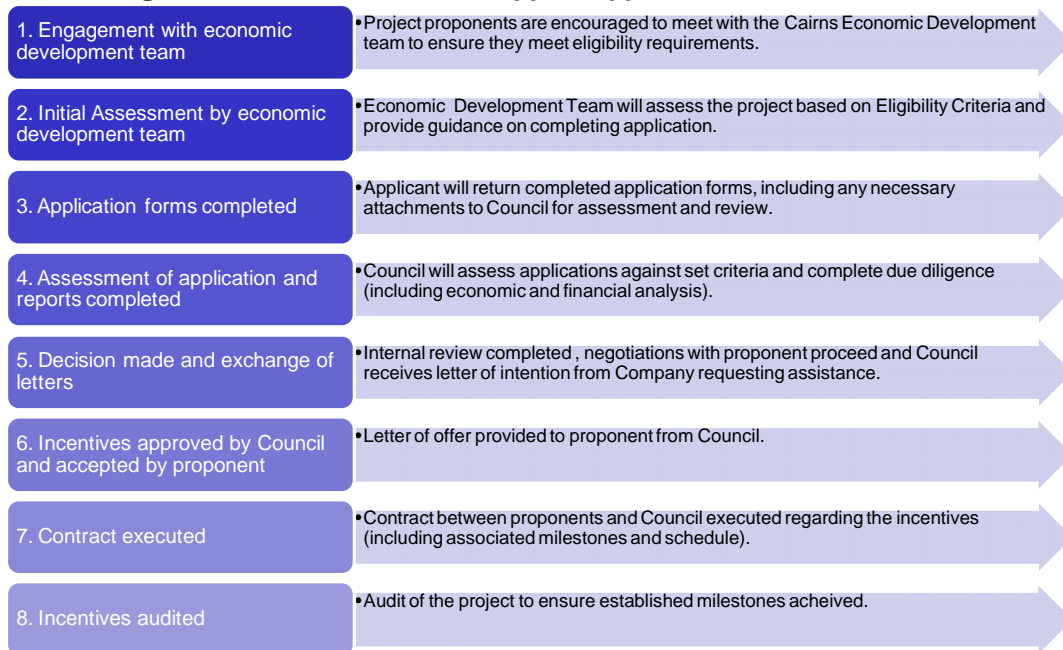 1. Engagement with economic
development team
•Project proponents are encouraged to meet with the Cairns Economic Development
team to ensure they meet eligibility requirements.
2. Initial Assessment by economic
development team
•Economic Development Team will assess the project based on Eligibility Criteria and
provide guidance on completing application.
3. Application forms completed
•Applicant will return completed application forms, including any necessary
attachments to Council for assessment and review.
4. Assessment of application and
reports completed
•Council will assess applications against set criteria and complete due diligence
(including economic and financial analysis).
5. Decision made and exchange of
letters
•Internal review completed , negotiations with proponent proceed and Council
receives letter of intention from Company requesting assistance.
6. Incentives approved by Council
and accepted by proponent
•Letter of offer provided to proponent from Council.
7. Contract executed
•Contract between proponents and Council executed regarding the incentives
(including associated milestones and schedule).
8. Incentives audited
•Audit of the project to ensure established milestones acheived.